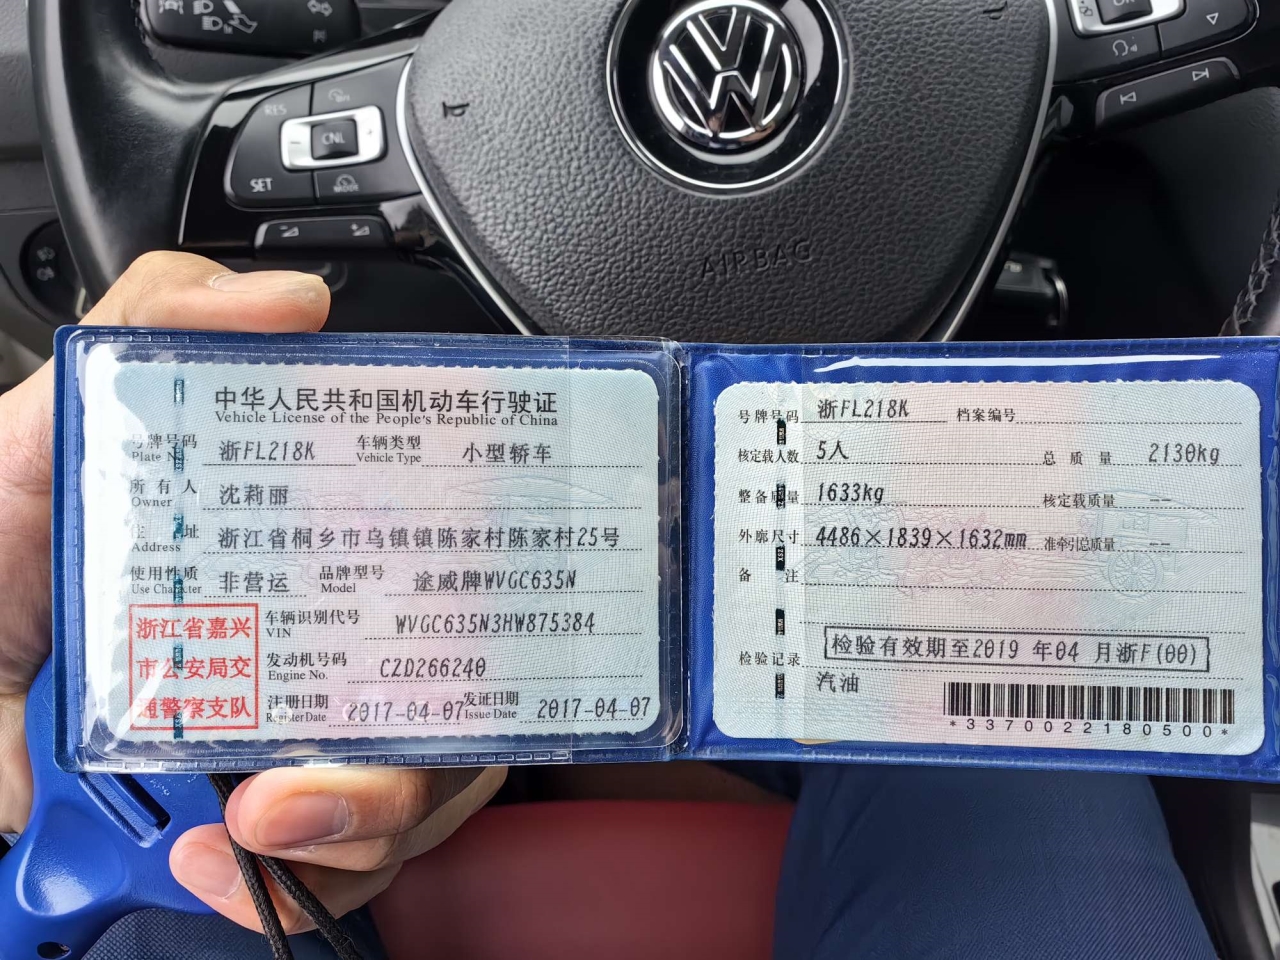 RES
CNL
SET
MODE
AIRBAG
中华人民共和国机动车行驶证
Vehicle License of the People's Republic of China
号牌号码 浙FL218K 车辆类型 小型轿车
Plate N Vehicle Type
所有人 沈莉丽
Owner
住址 浙江省桐乡市乌镇镇陈家村陈家村25号
Address
使用性质 非营运 品牌型号 途威牌WVGC635N
Use Character Model
浙江省嘉兴
市公安局交
通警察支队
车辆识别代号 WVGC635N3HW875384
VIN
发动机号码 CZD266240
Engine No.
注册日期 2017-04-07 发证日期 2017-04-07
Register Date Issue Date
号牌号码 浙FL218K 档案编号
核定载人数 5人 总质量 2130kg
整备质量 1633kg 核定载质量 --
外廓尺寸 4486×1839×1632mm 准牵引总质量 --
备注
检验有效期至2019 年04 月浙F(00)
检验记录
汽油
*3370022180500*